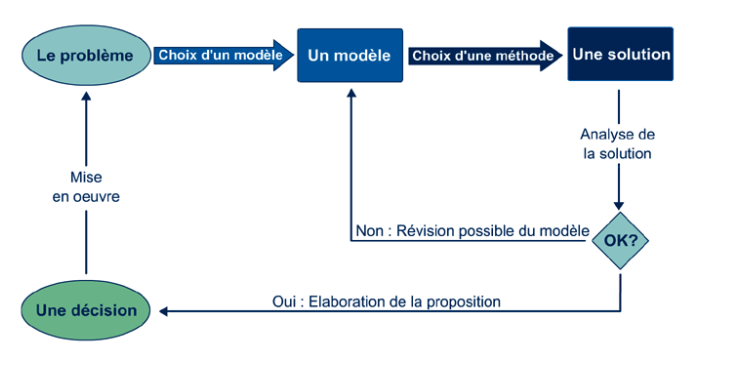 Le problème
Choix d'un modèle
Un modèle
Choix d'une méthode
Une solution
Analyse de
la solution
Mise
en oeuvre
Non : Révision possible du modèle
OK?
Oui : Elaboration de la proposition
Une décision